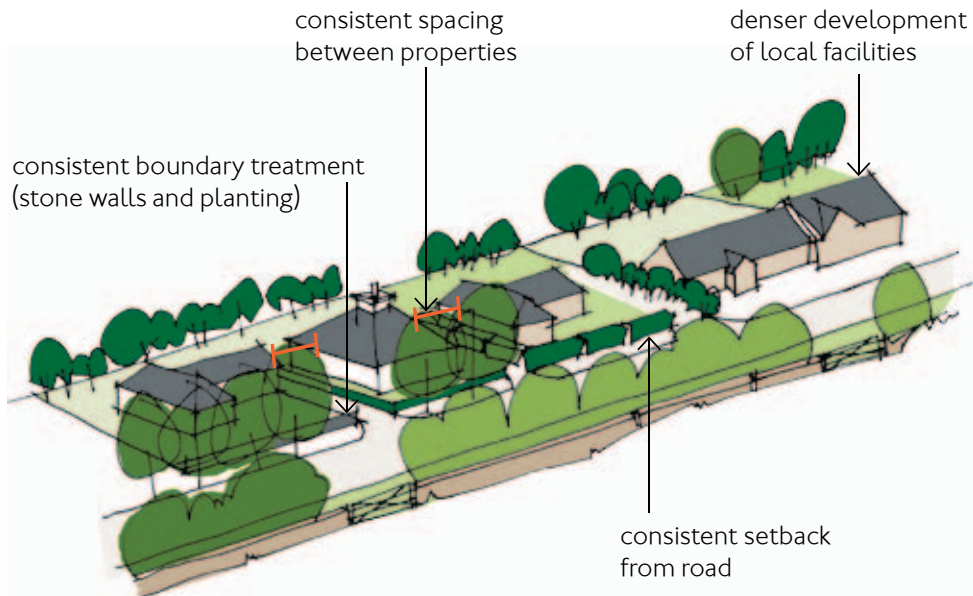 consistent spacing
between properties
denser development
of local facilities
consistent boundary treatment
(stone walls and planting)
consistent setback
from road